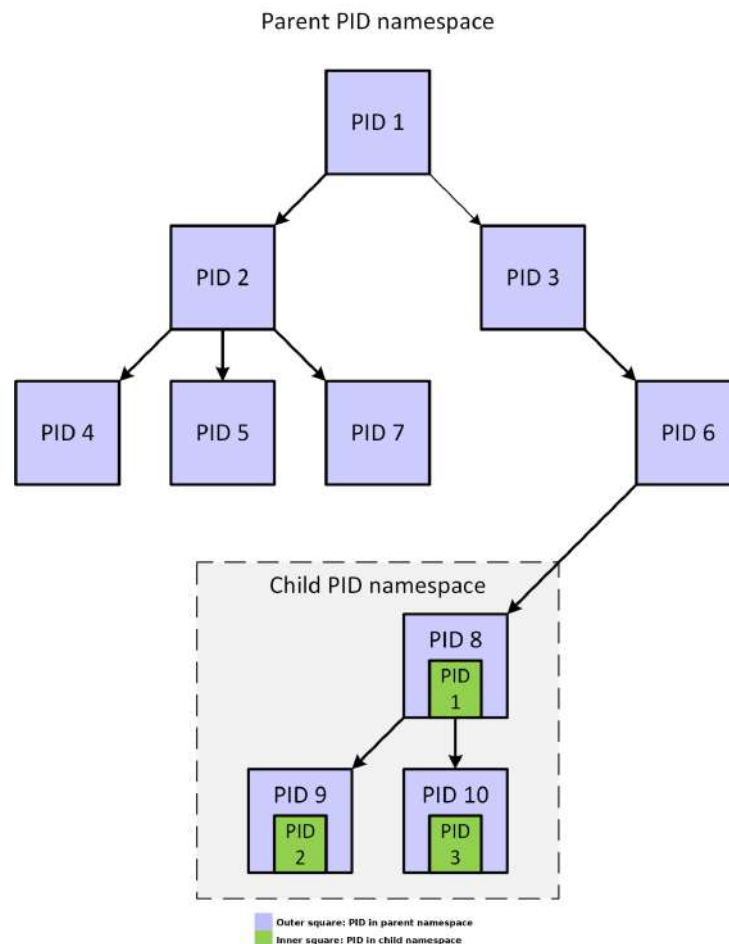 Parent PID namespace
PID 1
PID 2
PID 3
PID 4
PID 5
PID 7
PID 6
Child PID namespace
PID 8
PID
1
PID 9
PID
2
PID 10
PID
3
Outer square: PID in parent namespace
Inner square: PID in child namespace